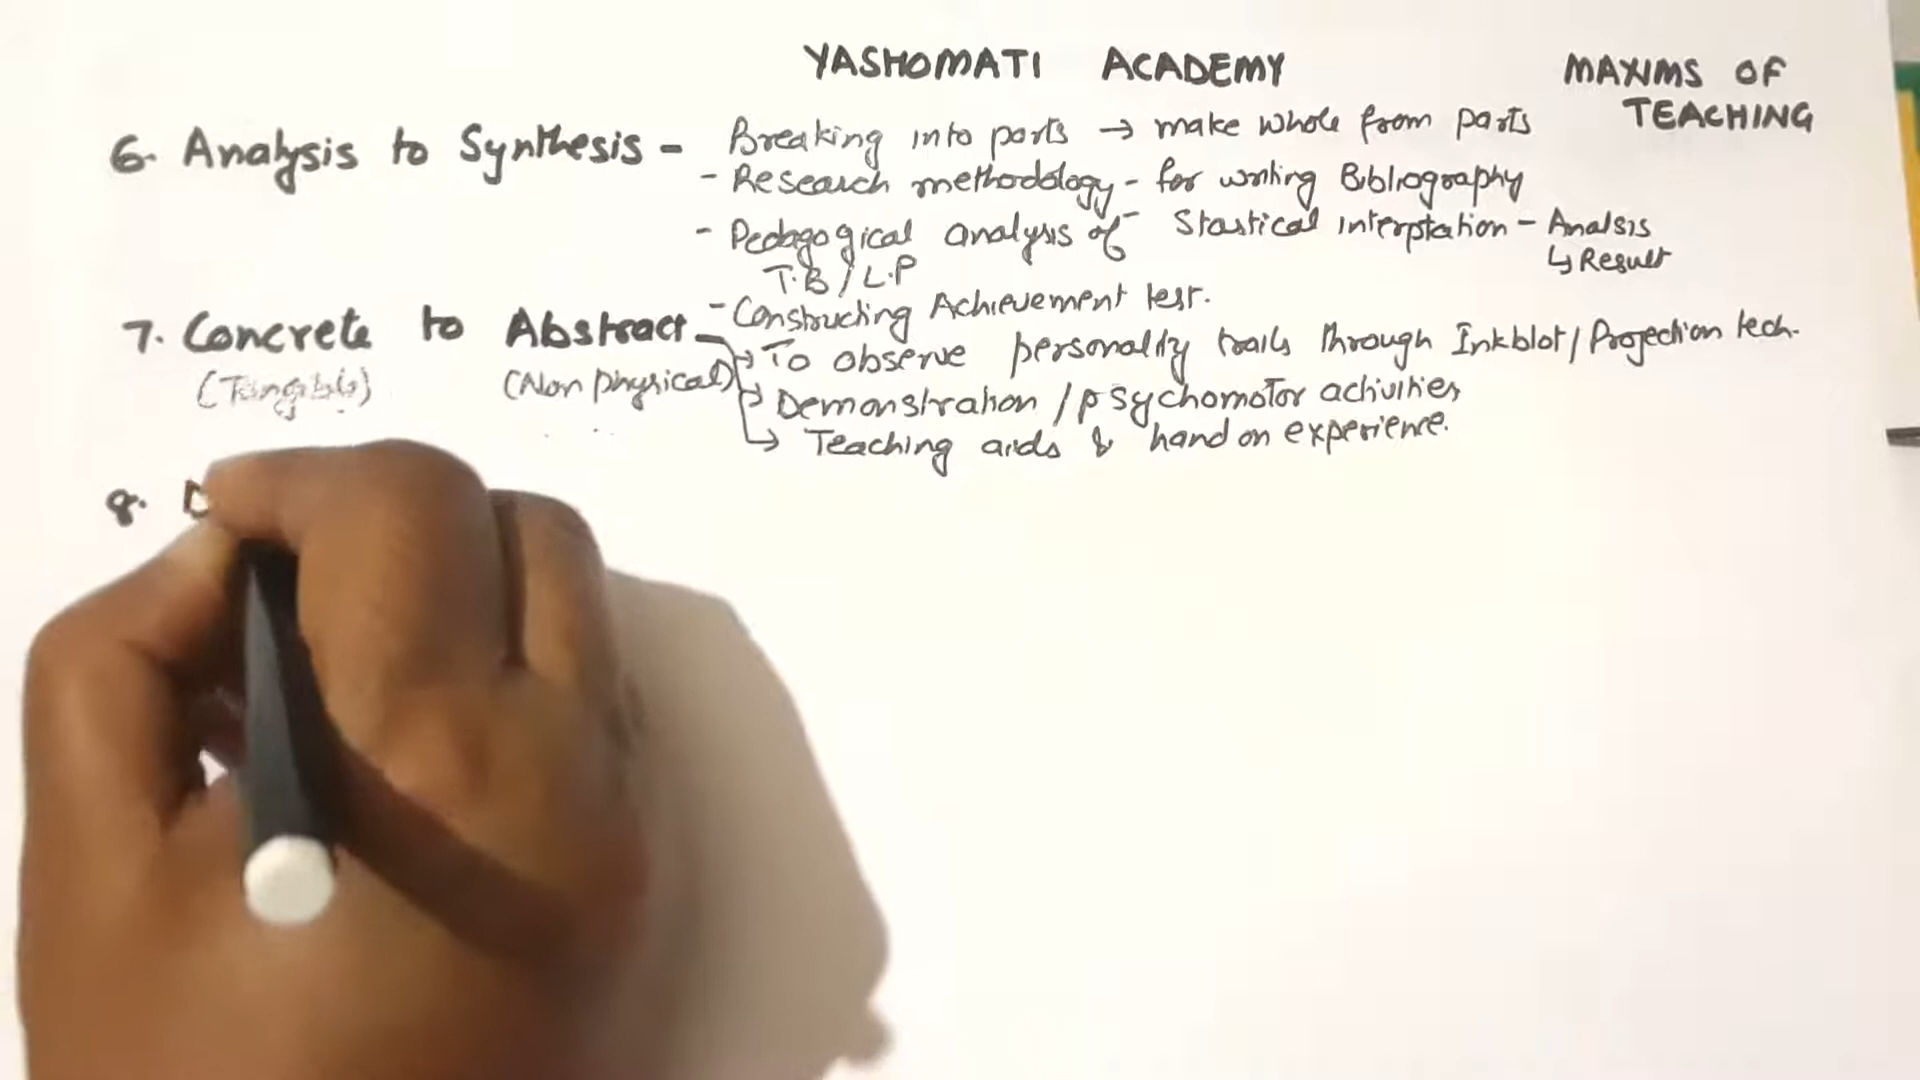 YASHOMATI ACADEMY
MAXIMS OF
TEACHING
6. Analysis to Synthesis - Breaking into parts → make whole from parts
- Research methodology - for writing Bibliography
- Pedagogical analysis of - Stastical interptation - Analsis
T.B / L.P ↳ Result
- Constructing Achievement test.
7. Concrete to Abstract → To observe personality traits through Inkblot / Projection tech.
(Tangible) (Non physical) → Demonstration / psychomotor activities
↳ Teaching aids & hand on experience.
8.